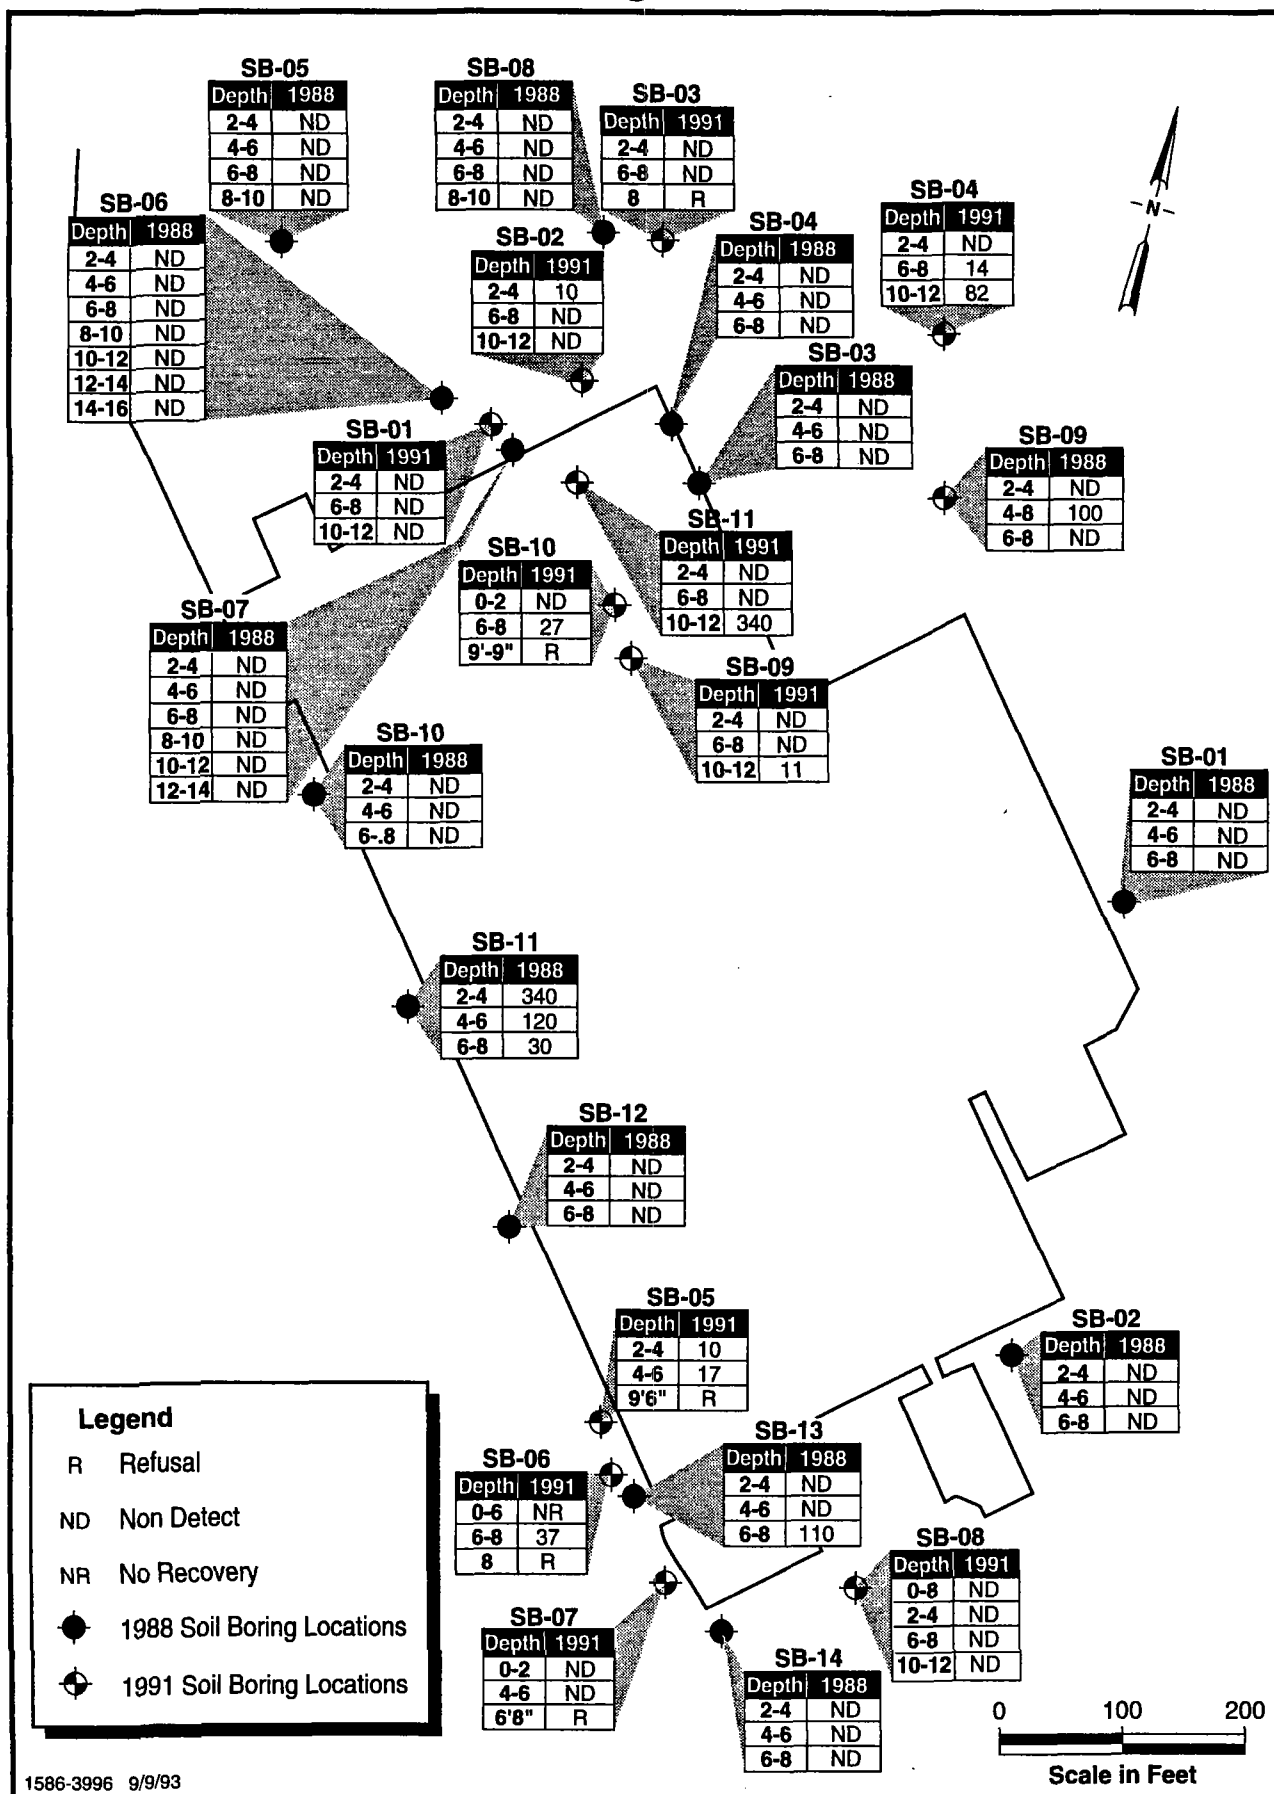 SB-05
Depth 1988
2-4 ND
4-6 ND
6-8 ND
8-10 ND
SB-08
Depth 1988
2-4 ND
4-6 ND
6-8 ND
8-10 ND
SB-03
Depth 1991
2-4 ND
6-8 ND
8 R
SB-04
Depth 1991
2-4 ND
6-8 14
10-12 82
N
SB-06
Depth 1988
2-4 ND
4-6 ND
6-8 ND
8-10 ND
10-12 ND
12-14 ND
14-16 ND
SB-02
Depth 1991
2-4 10
6-8 ND
10-12 ND
SB-04
Depth 1988
2-4 ND
4-6 ND
6-8 ND
SB-03
Depth 1988
2-4 ND
4-6 ND
6-8 ND
SB-01
Depth 1991
2-4 ND
6-8 ND
10-12 ND
SB-09
Depth 1988
2-4 ND
4-8 100
6-8 ND
SB-10
Depth 1991
0-2 ND
6-8 27
9'-9" R
SB-11
Depth 1991
2-4 ND
6-8 ND
10-12 340
SB-07
Depth 1988
2-4 ND
4-6 ND
6-8 ND
8-10 ND
10-12 ND
12-14 ND
SB-09
Depth 1991
2-4 ND
6-8 ND
10-12 11
SB-10
Depth 1988
2-4 ND
4-6 ND
6-.8 ND
SB-01
Depth 1988
2-4 ND
4-6 ND
6-8 ND
SB-11
Depth 1988
2-4 340
4-6 120
6-8 30
SB-12
Depth 1988
2-4 ND
4-6 ND
6-8 ND
SB-05
Depth 1991
2-4 10
4-6 17
9'6" R
SB-02
Depth 1988
2-4 ND
4-6 ND
6-8 ND
SB-13
Depth 1988
2-4 ND
4-6 ND
6-8 110
SB-06
Depth 1991
0-6 NR
6-8 37
8 R
SB-08
Depth 1991
0-8 ND
2-4 ND
6-8 ND
10-12 ND
SB-07
Depth 1991
0-2 ND
4-6 ND
6'8" R
SB-14
Depth 1988
2-4 ND
4-6 ND
6-8 ND
Legend
R Refusal
ND Non Detect
NR No Recovery
1988 Soil Boring Locations
1991 Soil Boring Locations
0 100 200
Scale in Feet
1586-3996 9/9/93